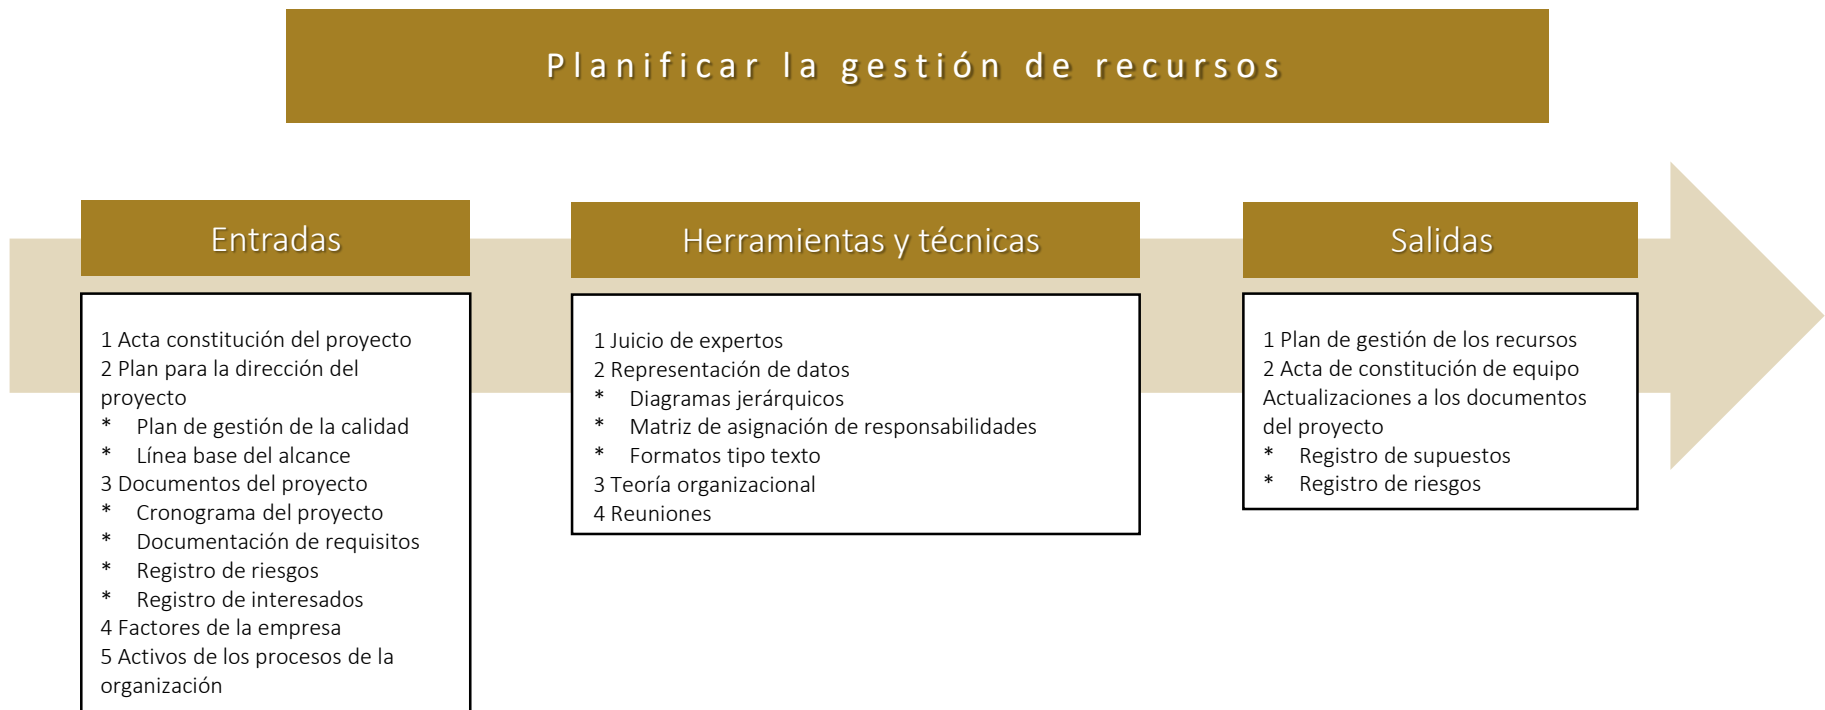 Planificar la gestión de recursos
Entradas
1 Acta constitución del proyecto
2 Plan para la dirección del
proyecto
* Plan de gestión de la calidad
* Línea base del alcance
3 Documentos del proyecto
* Cronograma del proyecto
* Documentación de requisitos
* Registro de riesgos
* Registro de interesados
4 Factores de la empresa
5 Activos de los procesos de la
organización
Herramientas y técnicas
1 Juicio de expertos
2 Representación de datos
* Diagramas jerárquicos
* Matriz de asignación de responsabilidades
* Formatos tipo texto
3 Teoría organizacional
4 Reuniones
Salidas
1 Plan de gestión de los recursos
2 Acta de constitución de equipo
Actualizaciones a los documentos
del proyecto
* Registro de supuestos
* Registro de riesgos